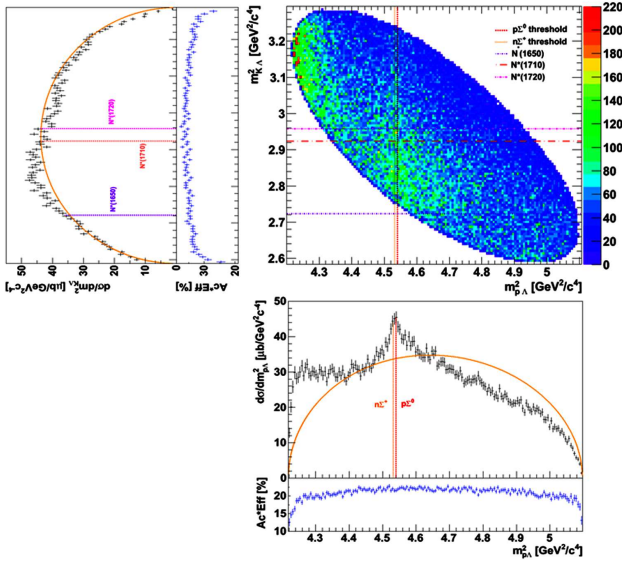 dσ/dm²KΛ [μb/GeV²c⁻⁴]
50 40 30 20 10 0
Ac*Eff [%]
10 20
N*(1720)
N*(1710)
N*(1650)
m²KΛ [GeV²/c⁴]
3.2
3.1
3
2.9
2.8
2.7
2.6
pΣ⁰ threshold
nΣ⁺ threshold
N*(1650)
N*(1710)
N*(1720)
220
200
180
160
140
120
100
80
60
40
20
0
4.3 4.4 4.5 4.6 4.7 4.8 4.9 5
m²pΛ [GeV²/c⁴]
dσ/dm²pΛ [μb/GeV²c⁻⁴]
50
40
30
20
10
0
nΣ⁺ pΣ⁰
Ac*Eff [%]
20
15
10
4.3 4.4 4.5 4.6 4.7 4.8 4.9 5
m²pΛ [GeV²/c⁴]